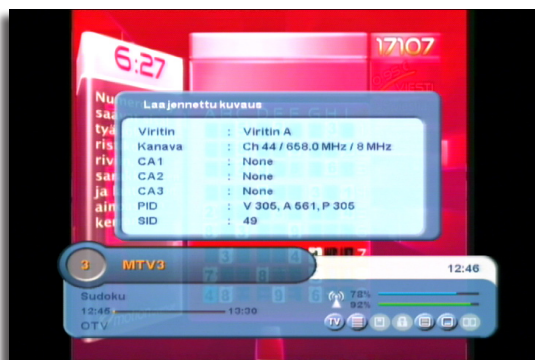 6:27
17107
Laajennettu kuvaus
Viritin : Viritin A
Kanava : Ch 44 / 658.0 MHz / 8 MHz
CA1 : None
CA2 : None
CA3 : None
PID : V 305, A 561, P 305
SID : 49
3 MTV3
12:46
Sudoku
78%
12:45 13:30
92%
OTV
TV